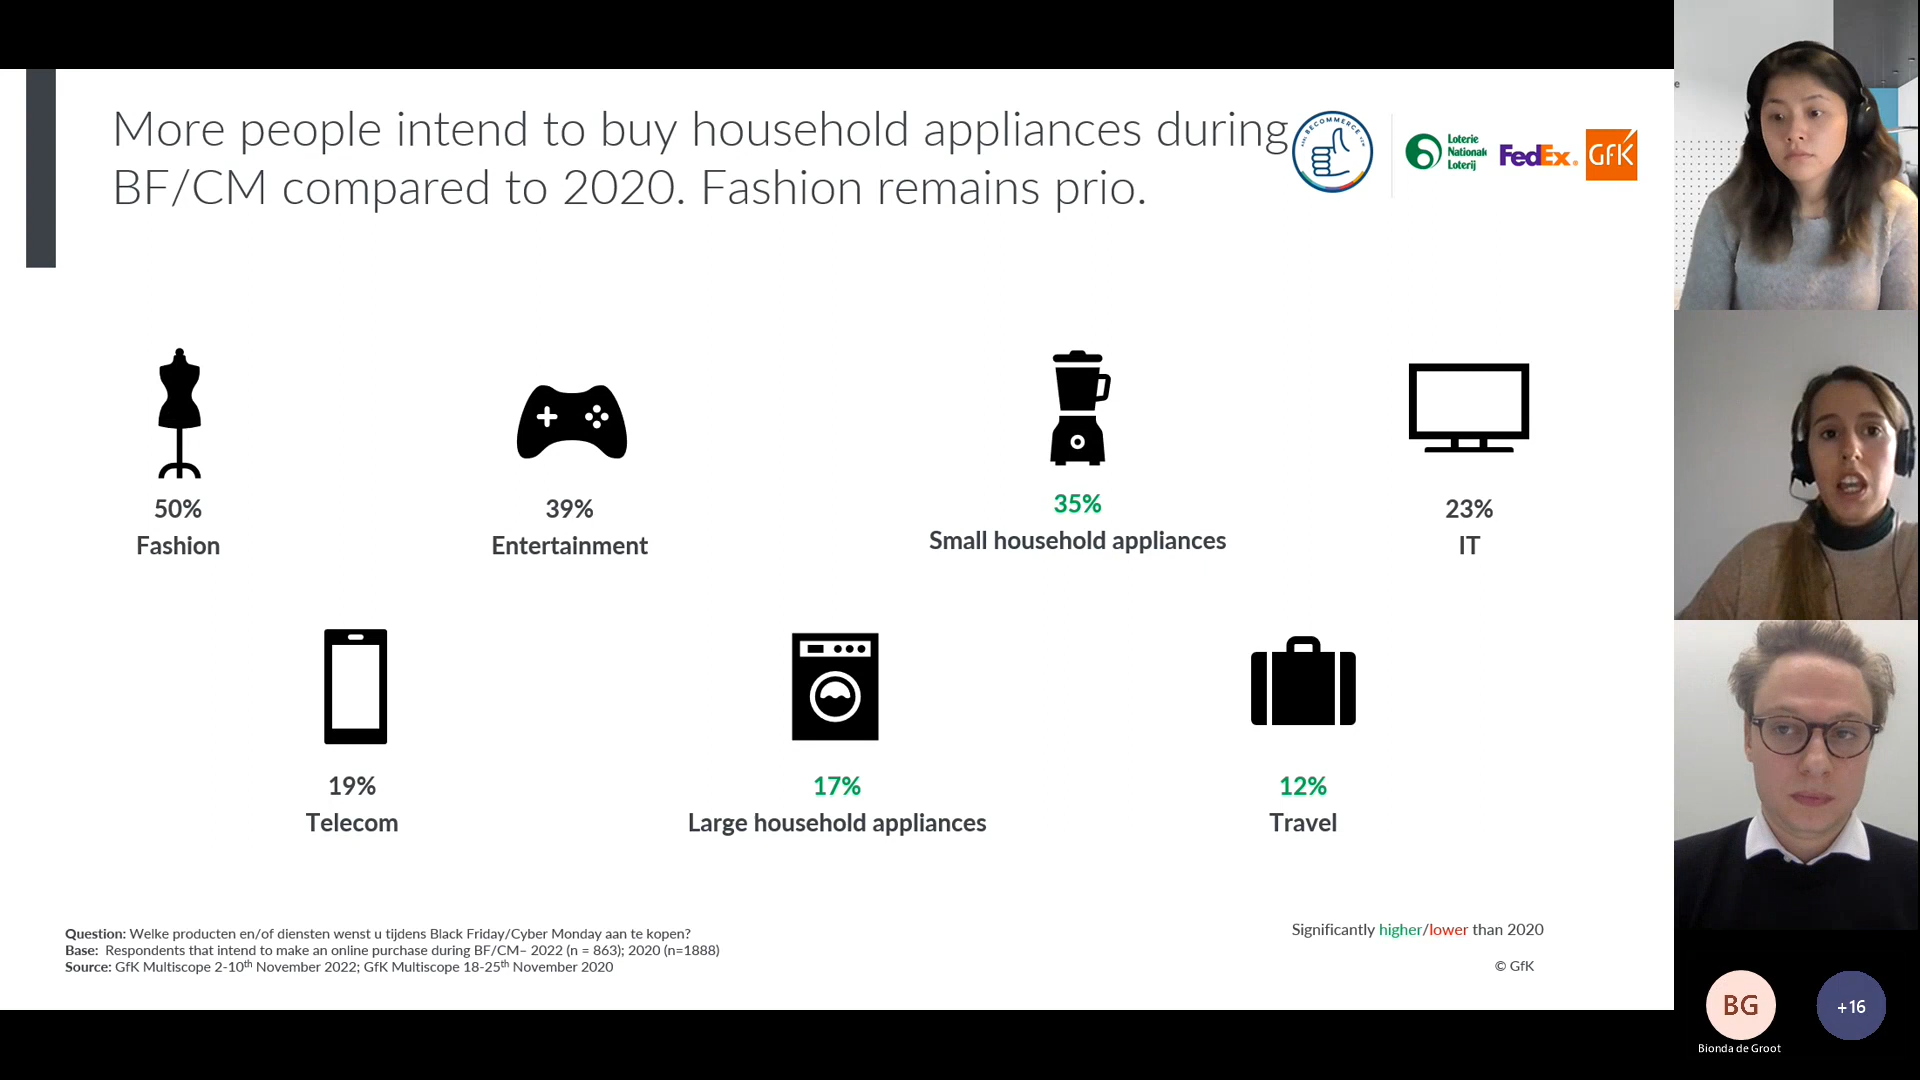 More people intend to buy household appliances during
BF/CM compared to 2020. Fashion remains prio.
BECOMMERCE
Loterie
Nationale
Loterij
FedEx.
GfK
50%
Fashion
39%
Entertainment
35%
Small household appliances
23%
IT
19%
Telecom
17%
Large household appliances
12%
Travel
Question: Welke producten en/of diensten wenst u tijdens Black Friday/Cyber Monday aan te kopen?
Base: Respondents that intend to make an online purchase during BF/CM– 2022 (n = 863); 2020 (n=1888)
Source: GfK Multiscope 2-10th November 2022; GfK Multiscope 18-25th November 2020
Significantly higher/lower than 2020
© GfK
e
BG
Bionda de Groot
+16